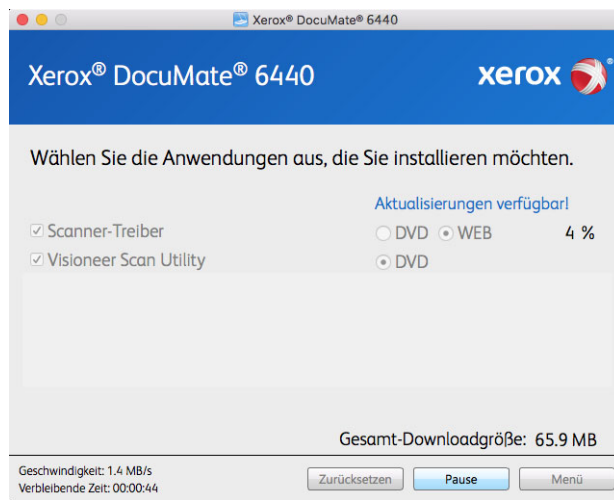 Xerox® DocuMate® 6440
Xerox® DocuMate® 6440
xerox ®
Wählen Sie die Anwendungen aus, die Sie installieren möchten.
Aktualisierungen verfügbar!
Scanner-Treiber DVD WEB 4 %
Visioneer Scan Utility DVD
Gesamt-Downloadgröße: 65.9 MB
Geschwindigkeit: 1.4 MB/s
Verbleibende Zeit: 00:00:44
Zurücksetzen Pause Menü